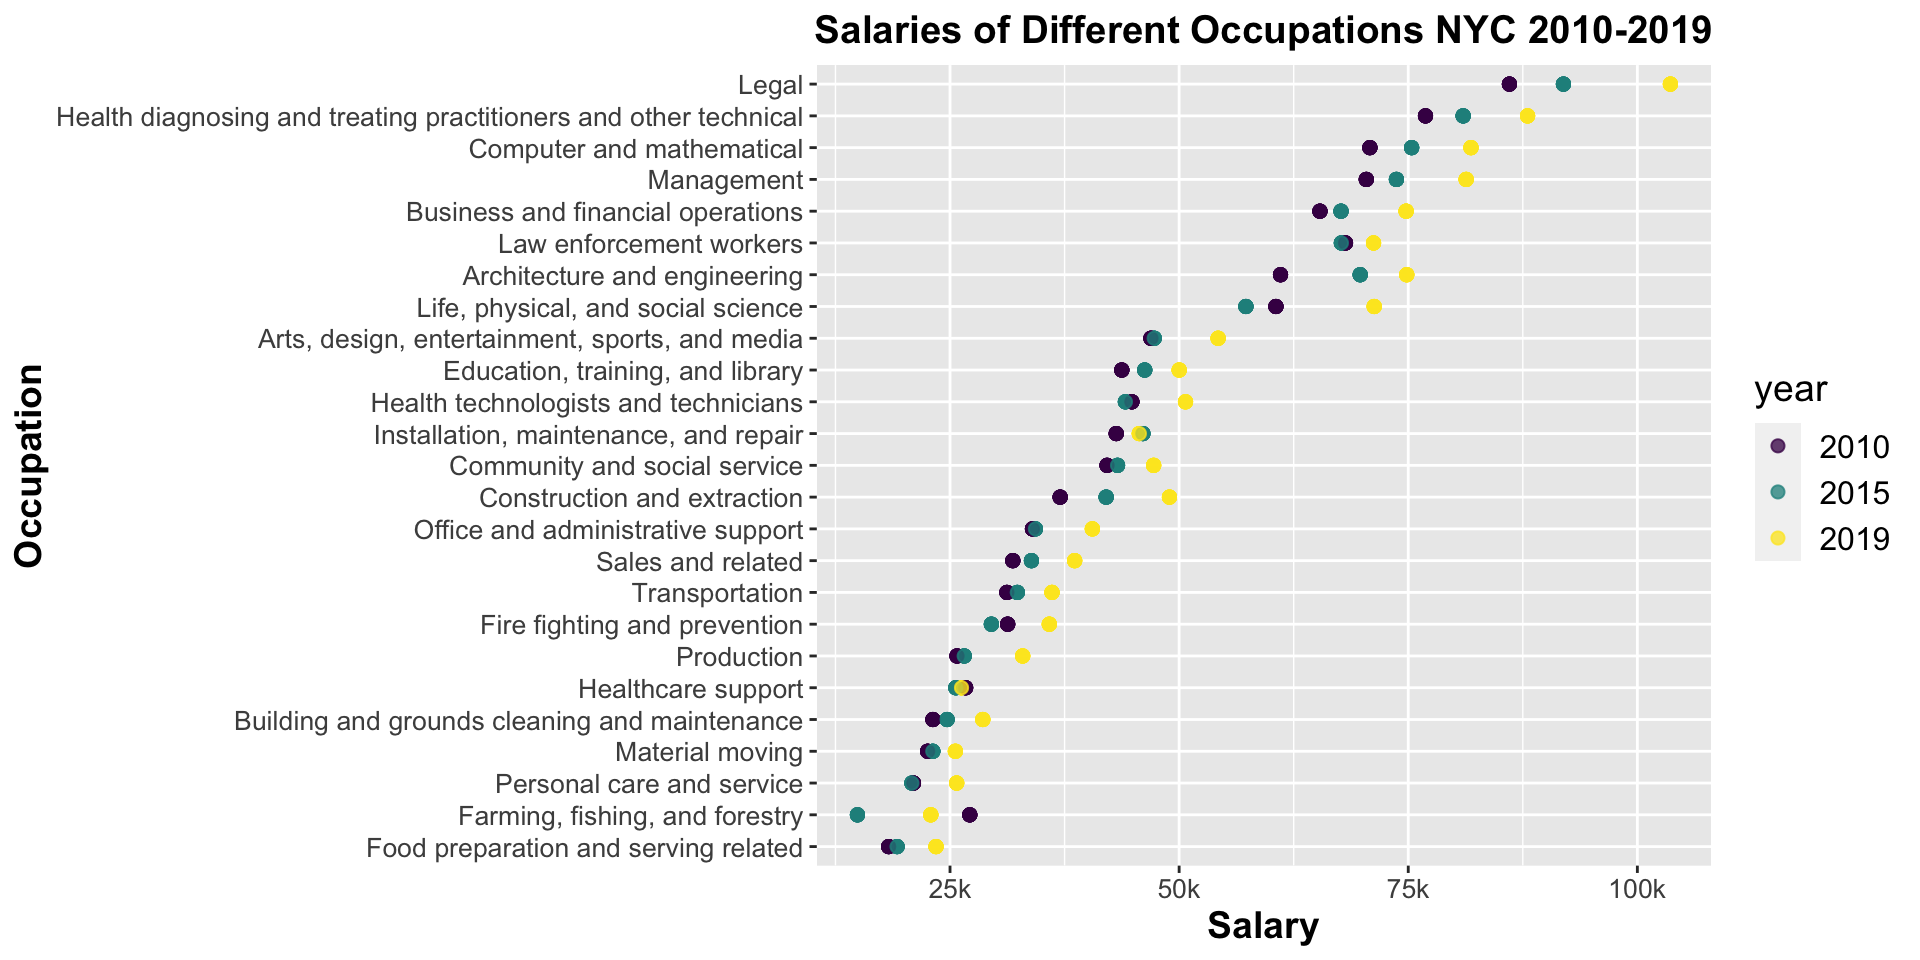 Salaries of Different Occupations NYC 2010-2019
Occupation
Legal
Health diagnosing and treating practitioners and other technical
Computer and mathematical
Management
Business and financial operations
Law enforcement workers
Architecture and engineering
Life, physical, and social science
Arts, design, entertainment, sports, and media
Education, training, and library
Health technologists and technicians
Installation, maintenance, and repair
Community and social service
Construction and extraction
Office and administrative support
Sales and related
Transportation
Fire fighting and prevention
Production
Healthcare support
Building and grounds cleaning and maintenance
Material moving
Personal care and service
Farming, fishing, and forestry
Food preparation and serving related
25k 50k 75k 100k
Salary
year
2010
2015
2019